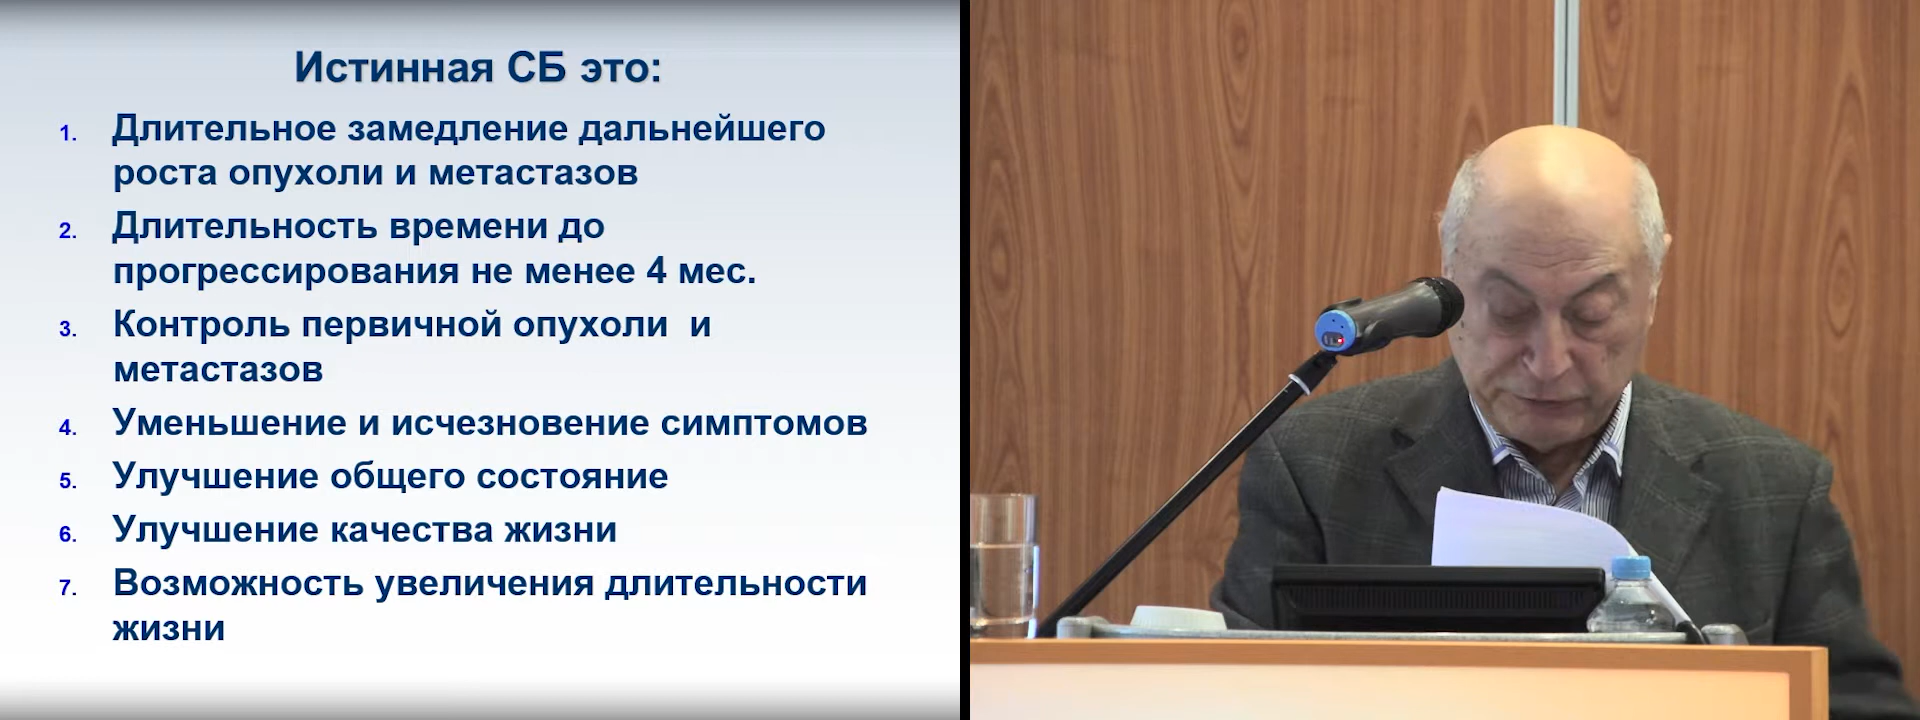 Истинная СБ это:
1. Длительное замедление дальнейшего
роста опухоли и метастазов
2. Длительность времени до
прогрессирования не менее 4 мес.
3. Контроль первичной опухоли и
метастазов
4. Уменьшение и исчезновение симптомов
5. Улучшение общего состояние
6. Улучшение качества жизни
7. Возможность увеличения длительности
жизни